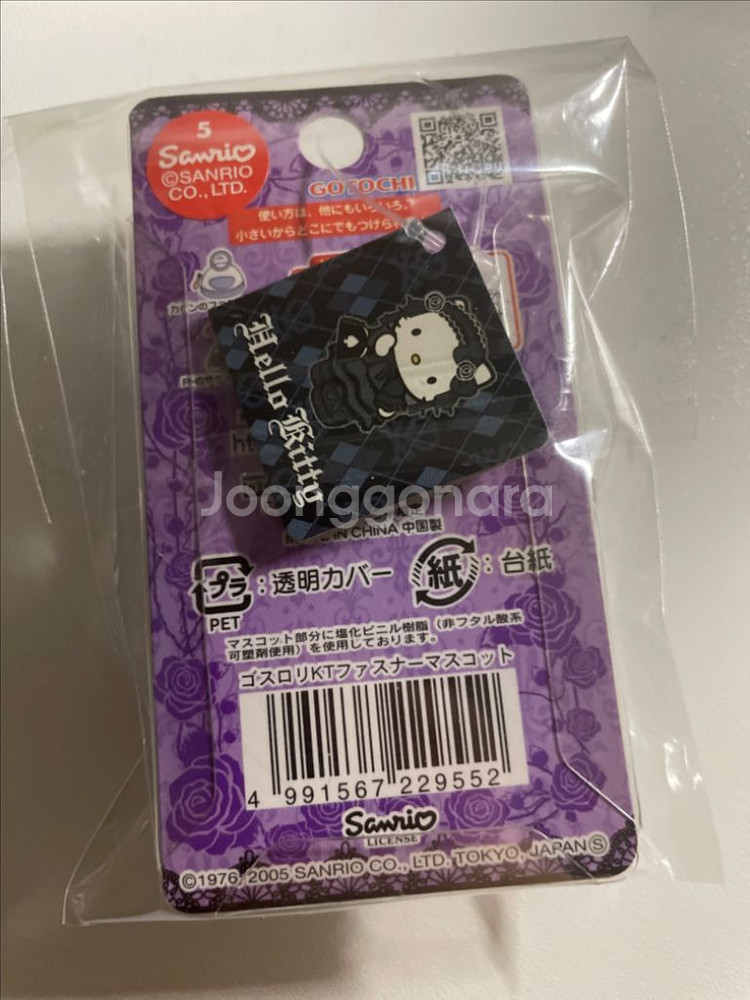 5
Sanrio
©SANRIO
CO., LTD.
GOTOCHI
使い方は、他にもいろいろ。
小さいからどこにでもつけら
Hello Kitty
Joonggonara
IN CHINA 中国製
プラ : 透明カバー
PET
紙 : 台紙
マスコット部分に塩化ビニル樹脂（非フタル酸系
可塑剤使用）を使用しております。
ゴスロリKTファスナーマスコット
4 991567 229552
Sanrio
LICENSE
©1976, 2005 SANRIO CO., LTD. TOKYO, JAPAN Ⓢ